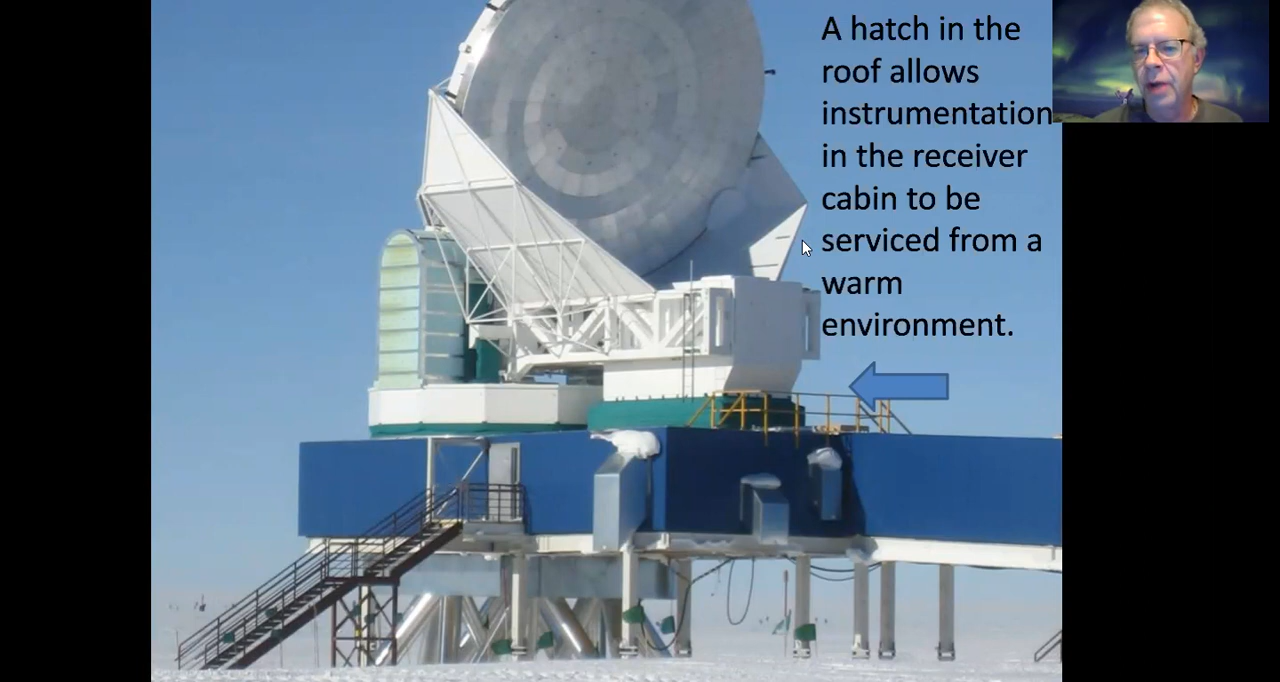 A hatch in the
roof allows
instrumentation
in the receiver
cabin to be
serviced from a
warm
environment.